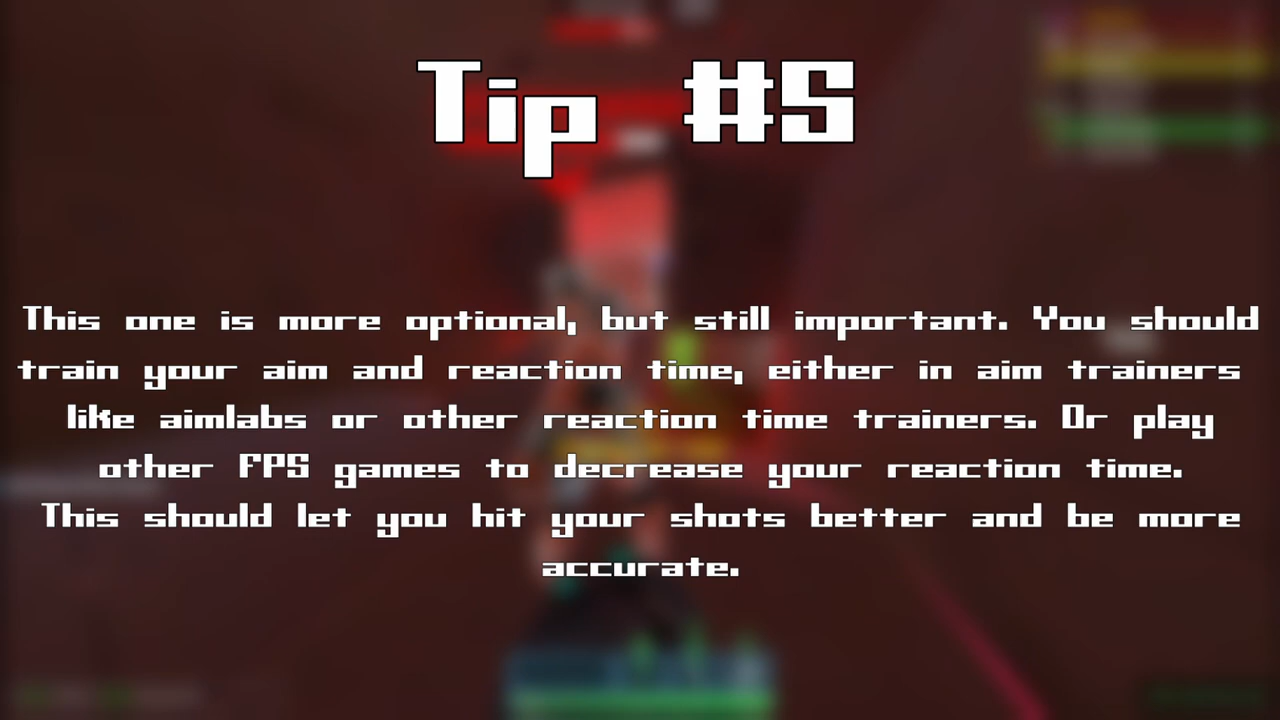 Tip #5
This one is more optional, but still important. You should
train your aim and reaction time, either in aim trainers
like aimlabs or other reaction time trainers. Or play
other FPS games to decrease your reaction time.
This should let you hit your shots better and be more
accurate.